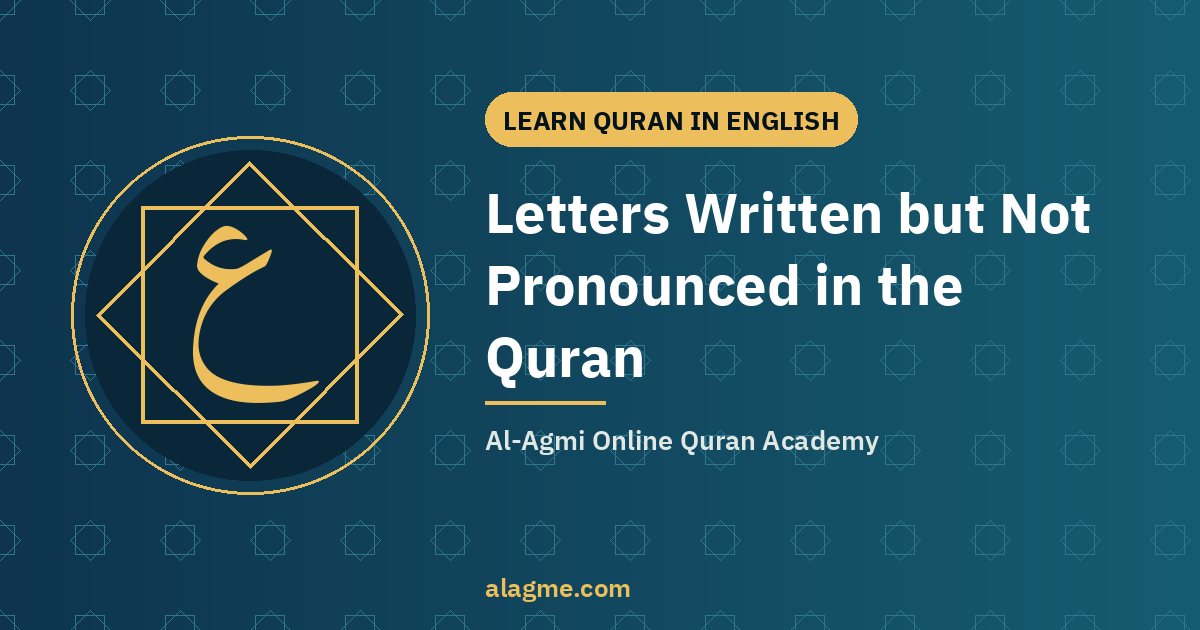 ع
LEARN QURAN IN ENGLISH
Letters Written but Not
Pronounced in the
Quran
Al-Agmi Online Quran Academy
alagme.com